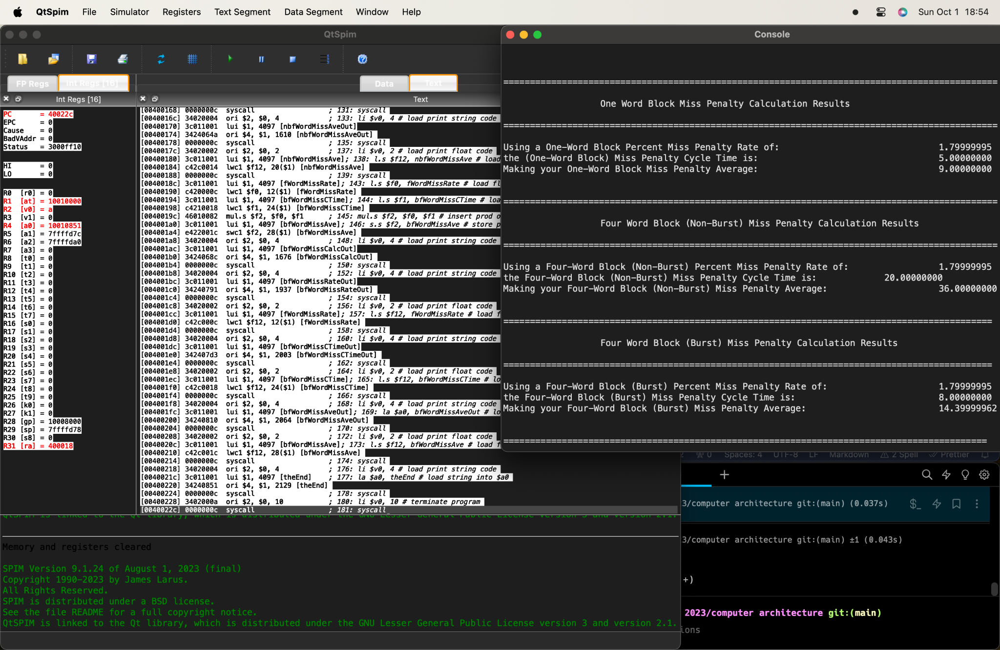 QtSpim File Simulator Registers Text Segment Data Segment Window Help Sun Oct 1 18:54
QtSpim
FP Regs Int Regs [16] Data Text
Int Regs [16]
Text
PC = 40022c
EPC = 0
Cause = 0
BadVAddr = 0
Status = 3000ff10
HI = 0
LO = 0
R0 [r0] = 0
R1 [at] = 10010000
R2 [v0] = a
R3 [v1] = 0
R4 [a0] = 10010851
R5 [a1] = 7ffffd7c
R6 [a2] = 7ffffda0
R7 [a3] = 0
R8 [t0] = 0
R9 [t1] = 0
R10 [t2] = 0
R11 [t3] = 0
R12 [t4] = 0
R13 [t5] = 0
R14 [t6] = 0
R15 [t7] = 0
R16 [s0] = 0
R17 [s1] = 0
R18 [s2] = 0
R19 [s3] = 0
R20 [s4] = 0
R21 [s5] = 0
R22 [s6] = 0
R23 [s7] = 0
R24 [t8] = 0
R25 [t9] = 0
R26 [k0] = 0
R27 [k1] = 0
R28 [gp] = 10008000
R29 [sp] = 7ffffd78
R30 [s8] = 0
R31 [ra] = 400018
[00400168] 0000000c syscall ; 131: syscall
[0040016c] 34020004 ori $2, $0, 4 ; 133: li $v0, 4 # load print string code
[00400170] 3c011001 lui $1, 4097 [nbfWordMissAveOut]
[00400174] 3424064a ori $4, $1, 1610 [nbfWordMissAveOut]
[00400178] 0000000c syscall ; 135: syscall
[0040017c] 34020002 ori $2, $0, 2 ; 137: li $v0, 2 # load print float code
[00400180] 3c011001 lui $1, 4097 [nbfWordMissAve]; 138: l.s $f12, nbfWordMissAve # load
[00400184] c42c0014 lwc1 $f12, 20($1) [nbfWordMissAve]
[00400188] 0000000c syscall ; 139: syscall
[0040018c] 3c011001 lui $1, 4097 [fWordMissRate]; 143: l.s $f0, fWordMissRate # load fl
[00400190] c420000c lwc1 $f0, 12($1) [fWordMissRate]
[00400194] 3c011001 lui $1, 4097 [bfWordMissCTime]; 144: l.s $f1, bfWordMissCTime # loa
[00400198] c4210018 lwc1 $f1, 24($1) [bfWordMissCTime]
[0040019c] 46010082 mul.s $f2, $f0, $f1 ; 145: mul.s $f2, $f0, $f1 # insert prod o
[004001a0] 3c011001 lui $1, 4097 [bfWordMissAve]; 146: s.s $f2, bfWordMissAve # store p
[004001a4] e422001c swc1 $f2, 28($1) [bfWordMissAve]
[004001a8] 34020004 ori $2, $0, 4 ; 148: li $v0, 4 # load print string code
[004001ac] 3c011001 lui $1, 4097 [bfWordMissCalcOut]
[004001b0] 3424068c ori $4, $1, 1676 [bfWordMissCalcOut]
[004001b4] 0000000c syscall ; 150: syscall
[004001b8] 34020004 ori $2, $0, 4 ; 152: li $v0, 4 # load print string code
[004001bc] 3c011001 lui $1, 4097 [bfWordMissRateOut]
[004001c0] 34240791 ori $4, $1, 1937 [bfWordMissRateOut]
[004001c4] 0000000c syscall ; 154: syscall
[004001c8] 34020002 ori $2, $0, 2 ; 156: li $v0, 2 # load print float code
[004001cc] 3c011001 lui $1, 4097 [fWordMissRate]; 157: l.s $f12, fWordMissRate # load f
[004001d0] c42c000c lwc1 $f12, 12($1) [fWordMissRate]
[004001d4] 0000000c syscall ; 158: syscall
[004001d8] 34020004 ori $2, $0, 4 ; 160: li $v0, 4 # load print string code
[004001dc] 3c011001 lui $1, 4097 [bfWordMissCTimeOut]
[004001e0] 342407d3 ori $4, $1, 2003 [bfWordMissCTimeOut]
[004001e4] 0000000c syscall ; 162: syscall
[004001e8] 34020002 ori $2, $0, 2 ; 164: li $v0, 2 # load print float code
[004001ec] 3c011001 lui $1, 4097 [bfWordMissCTime]; 165: l.s $f12, bfWordMissCTime # lo
[004001f0] c42c0018 lwc1 $f12, 24($1) [bfWordMissCTime]
[004001f4] 0000000c syscall ; 166: syscall
[004001f8] 34020004 ori $2, $0, 4 ; 168: li $v0, 4 # load print string code
[004001fc] 3c011001 lui $1, 4097 [bfWordMissAveOut]; 169: la $a0, bfWordMissAveOut # lo
[00400200] 34240810 ori $4, $1, 2064 [bfWordMissAveOut]
[00400204] 0000000c syscall ; 170: syscall
[00400208] 34020002 ori $2, $0, 2 ; 172: li $v0, 2 # load print float code
[0040020c] 3c011001 lui $1, 4097 [bfWordMissAve]; 173: l.s $f12, bfWordMissAve # load f
[00400210] c42c001c lwc1 $f12, 28($1) [bfWordMissAve]
[00400214] 0000000c syscall ; 174: syscall
[00400218] 34020004 ori $2, $0, 4 ; 176: li $v0, 4 # load print string code
[0040021c] 3c011001 lui $1, 4097 [theEnd] ; 177: la $a0, theEnd # load string into $a0
[00400220] 34240851 ori $4, $1, 2129 [theEnd]
[00400224] 0000000c syscall ; 178: syscall
[00400228] 3402000a ori $2, $0, 10 ; 180: li $v0, 10 # terminate program
[0040022c] 0000000c syscall ; 181: syscall
QtSPIM is linked to the Qt library, which is distributed under the GNU Lesser General Public License version 3 and version 2.1.
Memory and registers cleared
SPIM Version 9.1.24 of August 1, 2023 (final)
Copyright 1990-2023 by James Larus.
All Rights Reserved.
SPIM is distributed under a BSD license.
See the file README for a full copyright notice.
QtSPIM is linked to the Qt library, which is distributed under the GNU Lesser General Public License version 3 and version 2.1.
Console
One Word Block Miss Penalty Calculation Results
Using a One-Word Block Percent Miss Penalty Rate of: 1.79999995
the (One-Word Block) Miss Penalty Cycle Time is: 5.00000000
Making your One-Word Block Miss Penalty Average: 9.00000000
Four Word Block (Non-Burst) Miss Penalty Calculation Results
Using a Four-Word Block (Non-Burst) Percent Miss Penalty Rate of: 1.79999995
the Four-Word Block (Non-Burst) Miss Penalty Cycle Time is: 20.00000000
Making your Four-Word Block (Non-Burst) Miss Penalty Average: 36.00000000
Four Word Block (Burst) Miss Penalty Calculation Results
Using a Four-Word Block (Burst) Percent Miss Penalty Rate of: 1.79999995
the Four-Word Block (Burst) Miss Penalty Cycle Time is: 8.00000000
Making your Four-Word Block (Burst) Miss Penalty Average: 14.39999962
0 Spaces: 4 UTF-8 LF Markdown 2 Spell Prettier
3/computer architecture git:(main) (0.037s)
3/computer architecture git:(main) ±1 (0.043s)
+)
2023/computer architecture git:(main)
ions